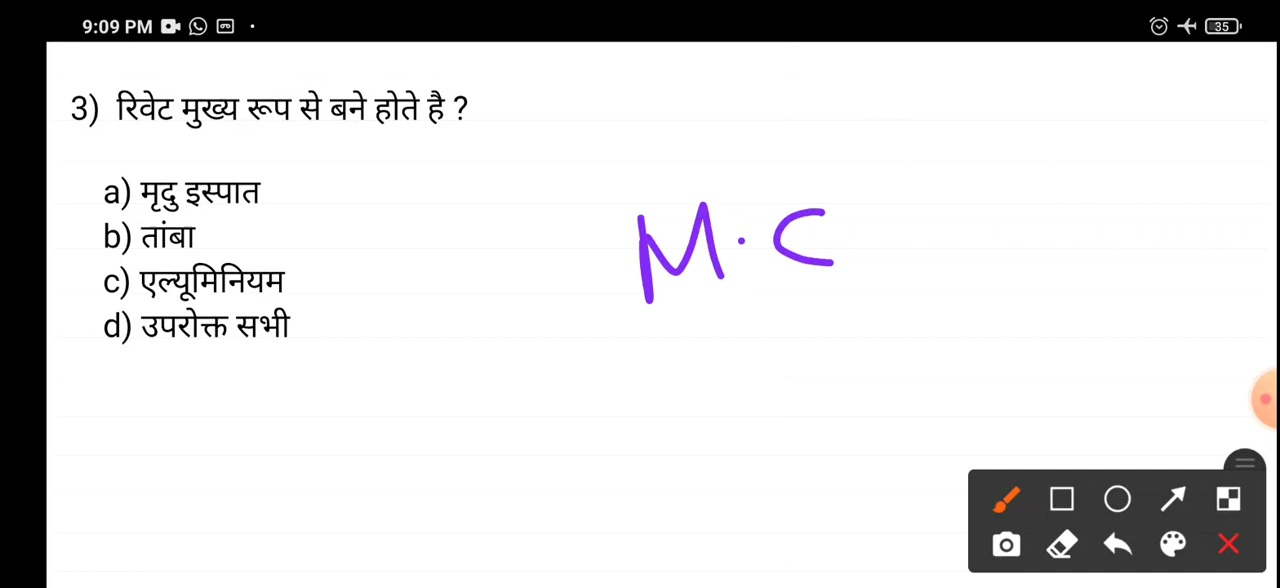 9:09 PM
35
3) रिवेट मुख्य रूप से बने होते है ?
a) मृदु इस्पात
b) तांबा
c) एल्यूमिनियम
d) उपरोक्त सभी
M. C